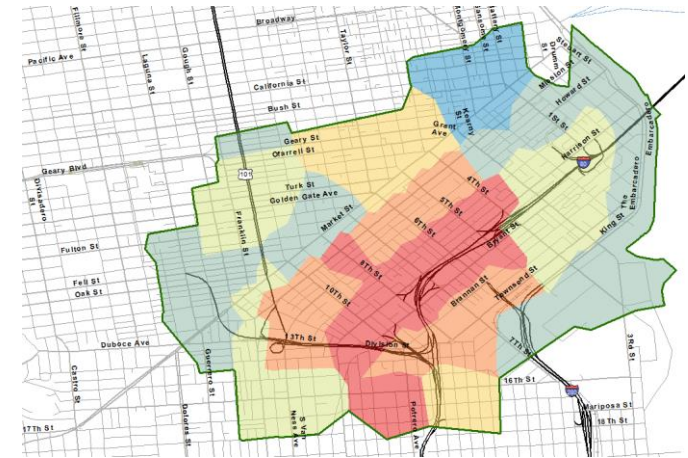 Fillmore St
Broadway
Taylor St
Montgomery St
Sansome St
Drumm St
Steuart St
Pacific Ave
Laguna St
Gough St
California St
Bush St
Mission St
Howard St
Kearny St
Grant Ave
1St St
Harrison St
Geary St
Ofarrell St
Geary Blvd
101
4Th St
80
The Embarcadero
Embarcadero
Divisadero St
Turk St
Golden Gate Ave
5Th St
Market St
6Th St
Franklin St
King St
Bryant St
Fulton St
8Th St
Fell St
Oak St
10Th St
Brannan St
Townsend St
13Th St
Division St
Duboce Ave
7Th St
3Rd St
Guerrero St
Castro St
16Th St
Dolores St
S Van Ness Ave
Potrero Ave
Mariposa St
17Th St
18Th St